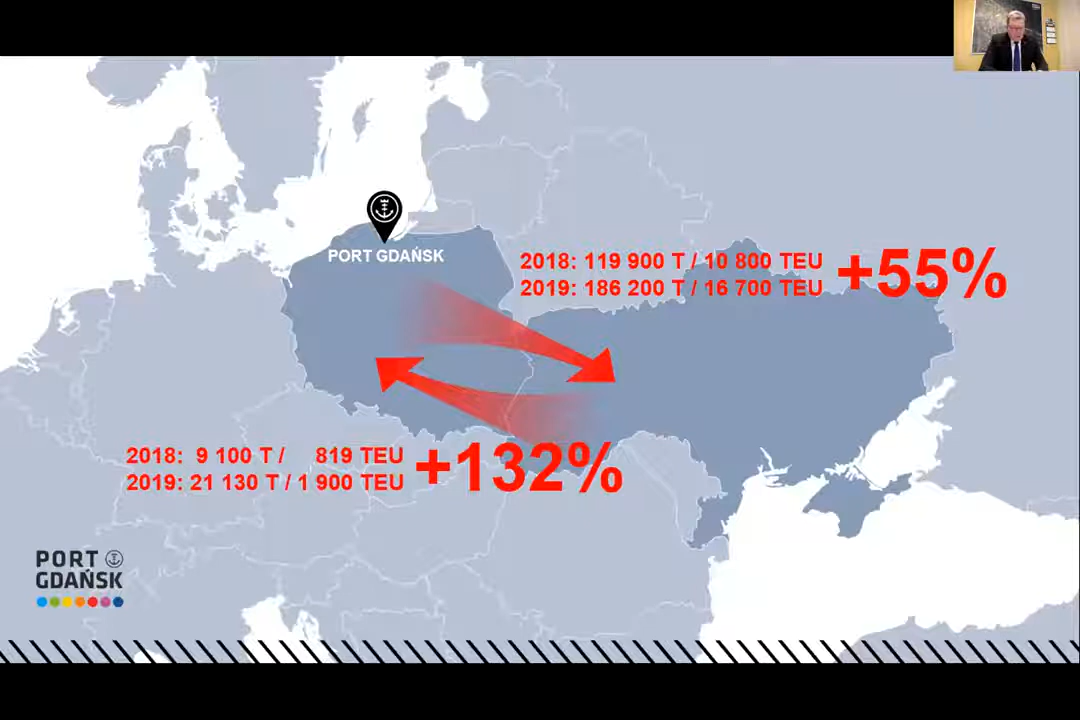 PORT GDAŃSK
2018: 119 900 T / 10 800 TEU
2019: 186 200 T / 16 700 TEU
+55%
2018: 9 100 T / 819 TEU
2019: 21 130 T / 1 900 TEU
+132%
PORT
GDAŃSK